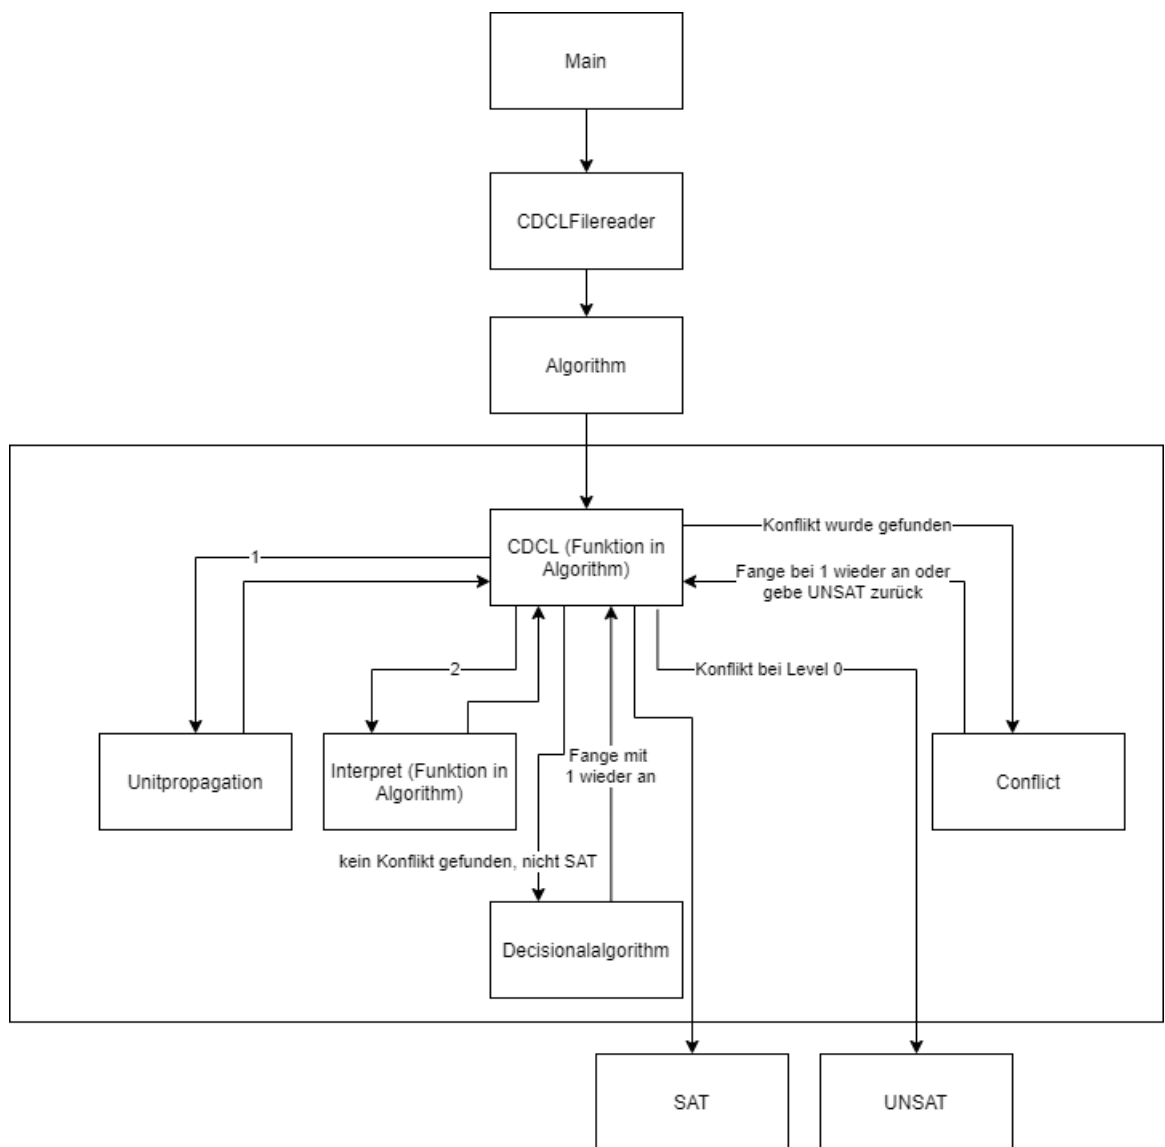 Main
CDCLFilereader
Algorithm
CDCL (Funktion in
Algorithm)
Konflikt wurde gefunden
1
Fange bei 1 wieder an oder
gebe UNSAT zurück
2
Konflikt bei Level 0
Unitpropagation
Interpret (Funktion in
Algorithm)
Fange mit
1 wieder an
Conflict
kein Konflikt gefunden, nicht SAT
Decisionalalgorithm
SAT
UNSAT